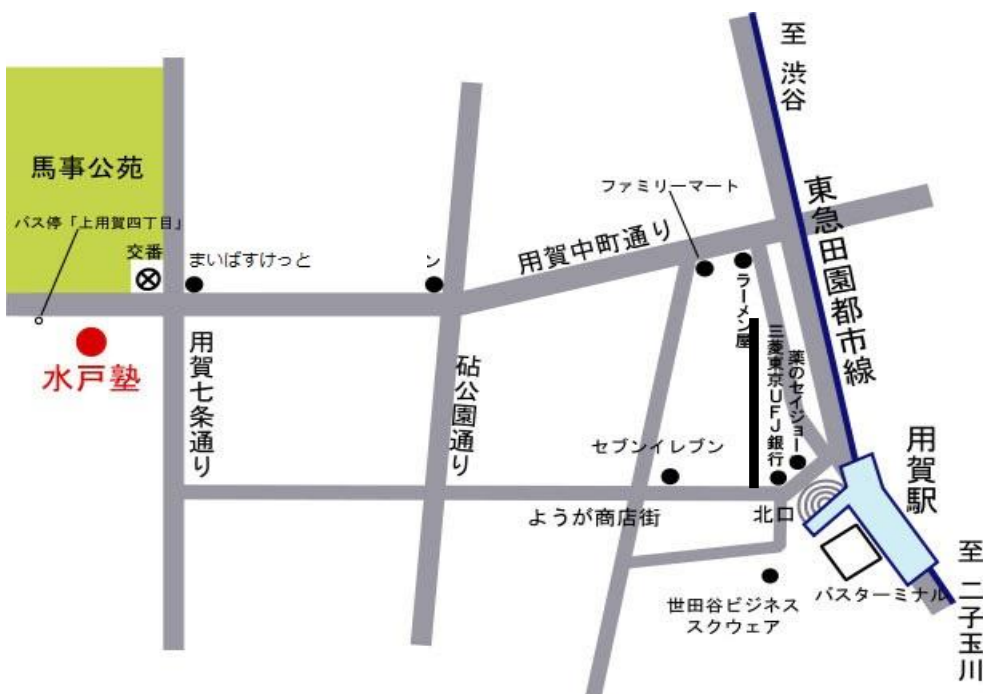 至 渋谷
馬事公苑
バス停「上用賀四丁目」
交番
まいばすけっと
ン
用賀中町通り
ファミリーマート
ラーメン屋
東急田園都市線
水戸塾
用賀七条通り
砧公園通り
三菱東京UFJ銀行
薬のセイジョー
セブンイレブン
ようが商店街
北口
用賀駅
バスターミナル
世田谷ビジネス
スクウェア
至 二子玉川